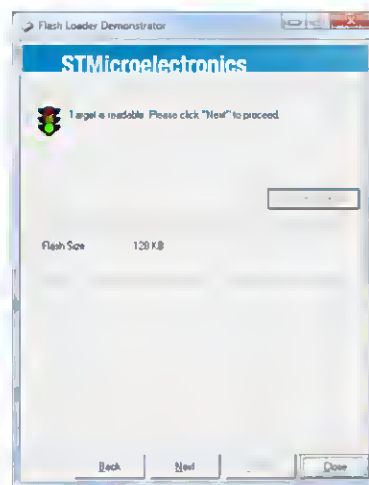 Flash Loader Demonstrator
STMicroelectronics
Target is readable. Please click "Next" to proceed.
Flash Size 128 KB
Back Next Close